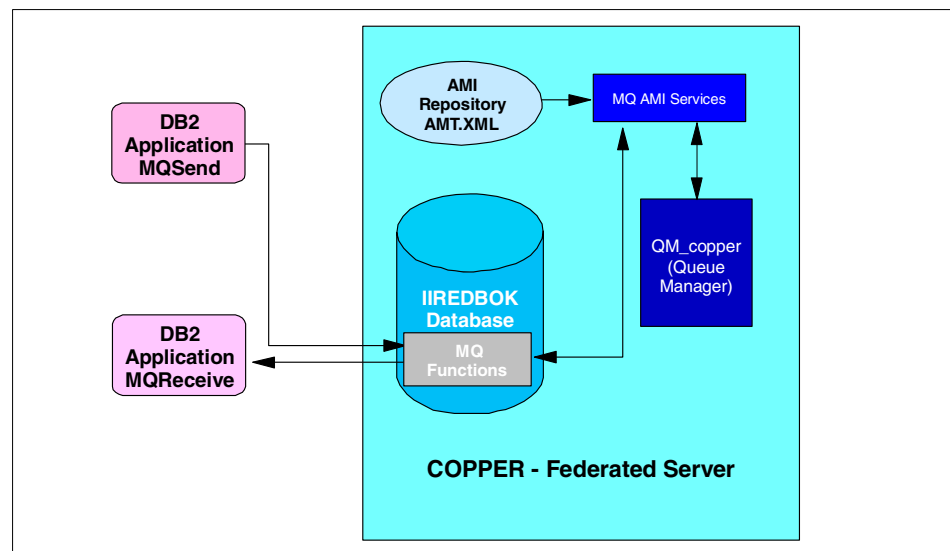 DB2
Application
MQSend
AMI
Repository
AMT.XML
MQ AMI Services
QM_copper
(Queue
Manager)
IIREDBOK
Database
MQ
Functions
DB2
Application
MQReceive
COPPER - Federated Server